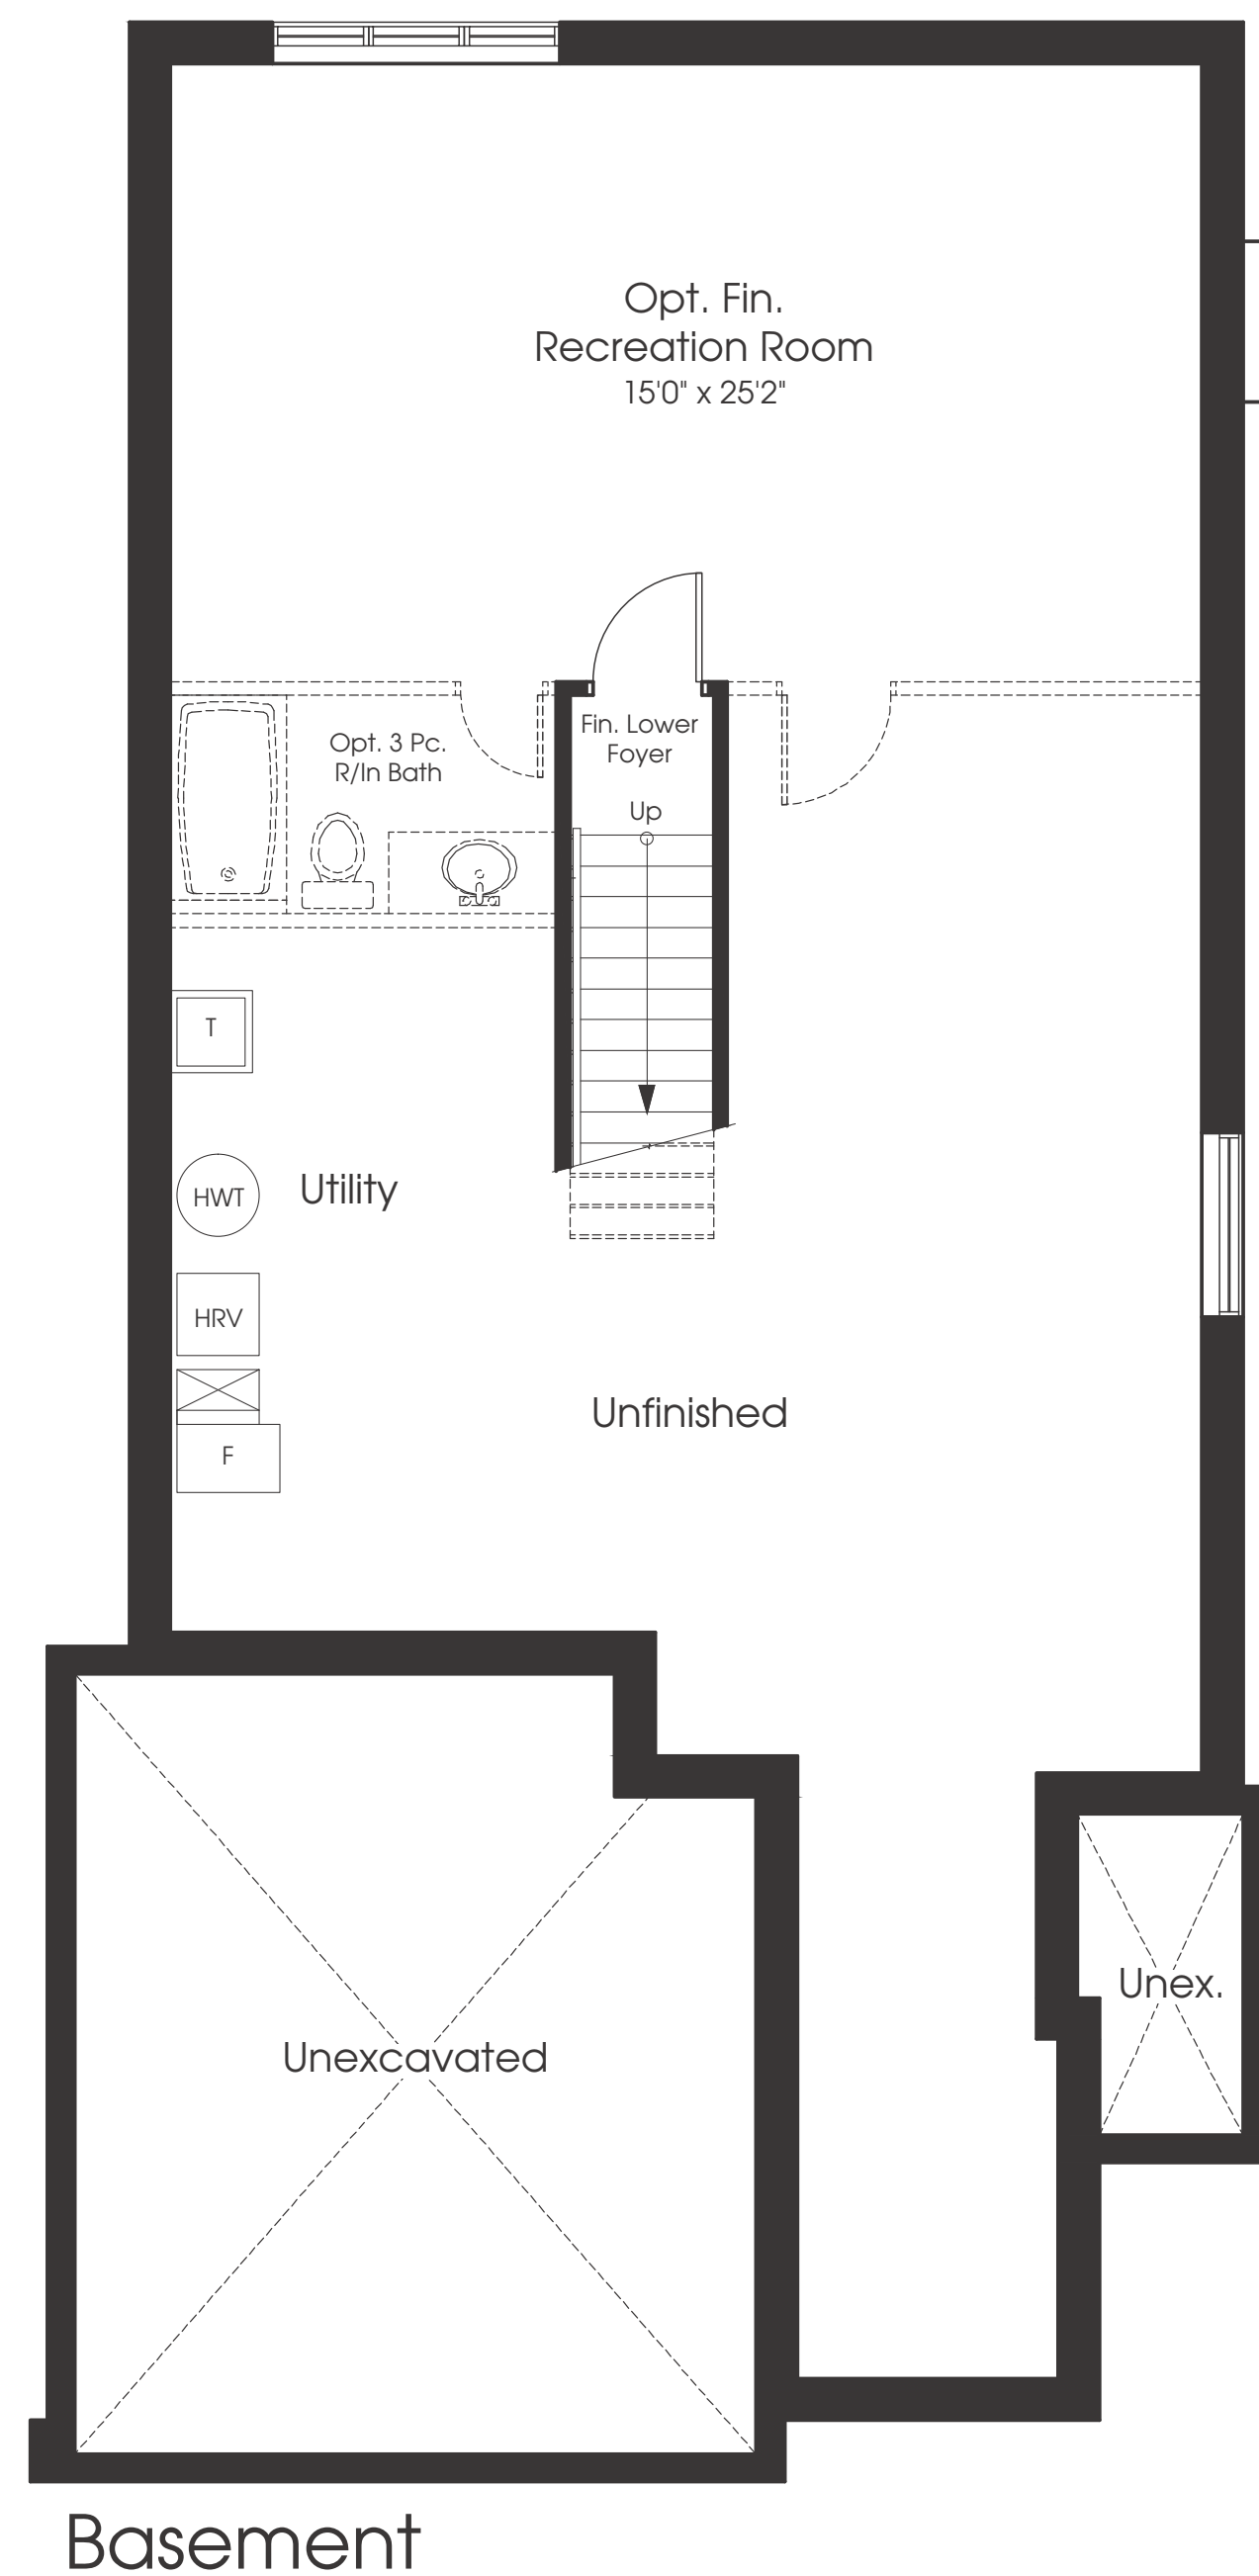 Opt. Fin.
Recreation Room
15'0" x 25'2"
Opt. 3 Pc.
R/In Bath
Fin. Lower
Foyer
Up
T
HWT
Utility
HRV
Unfinished
F
Unex.
Unexcavated
Basement